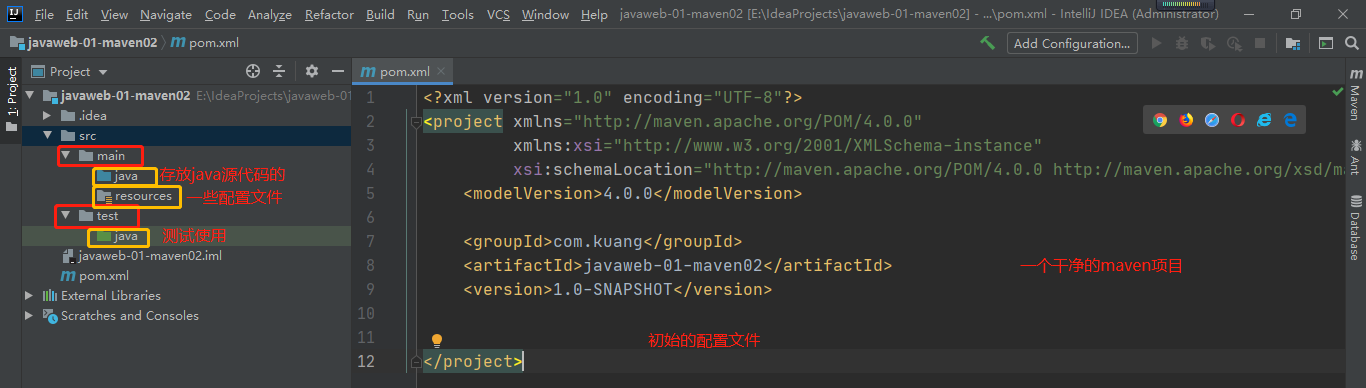 File Edit View Navigate Code Analyze Refactor Build Run Tools VCS Window Help javaweb-01-maven02 [E:\IdeaProjects\javaweb-01-maven02] - ...\pom.xml - IntelliJ IDEA (Administrator)
javaweb-01-maven02 pom.xml Add Configuration...
Project
pom.xml
1: Project
javaweb-01-maven02 E:\IdeaProjects\javaweb-01
.idea
src
main
java 存放java源代码的
resources 一些配置文件
test
java 测试使用
javaweb-01-maven02.iml
pom.xml
External Libraries
Scratches and Consoles
1 <?xml version="1.0" encoding="UTF-8"?>
2 <project xmlns="http://maven.apache.org/POM/4.0.0"
3 xmlns:xsi="http://www.w3.org/2001/XMLSchema-instance"
4 xsi:schemaLocation="http://maven.apache.org/POM/4.0.0 http://maven.apache.org/xsd/ma
5 <modelVersion>4.0.0</modelVersion>
6
7 <groupId>com.kuang</groupId>
8 <artifactId>javaweb-01-maven02</artifactId> 一个干净的maven项目
9 <version>1.0-SNAPSHOT</version>
10
11 初始的配置文件
12 </project>
Maven
Ant
Database